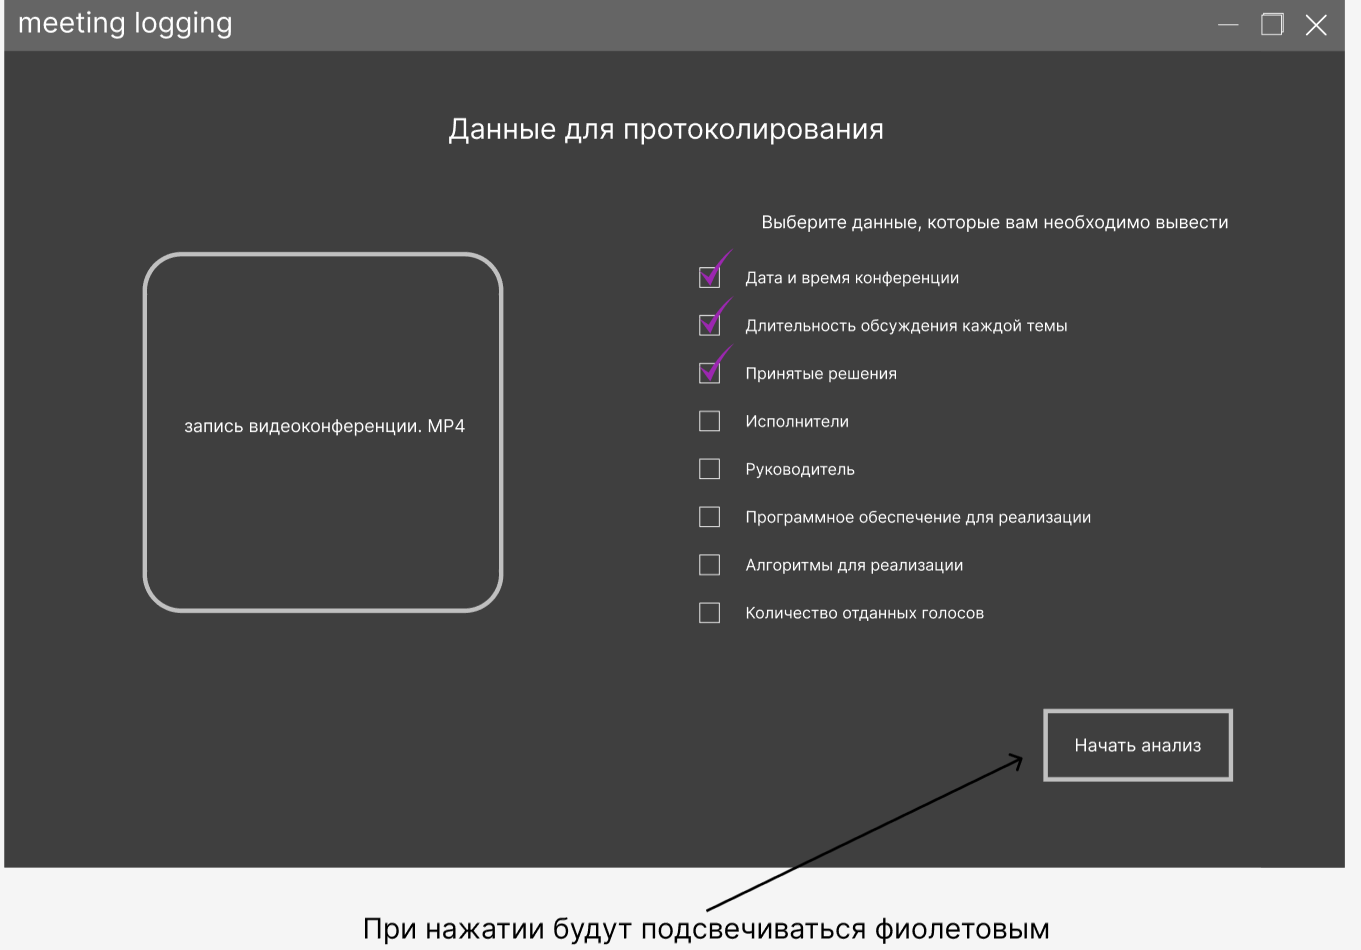 meeting logging
Данные для протоколирования
Выберите данные, которые вам необходимо вывести
запись видеоконференции. MP4
Дата и время конференции
Длительность обсуждения каждой темы
Принятые решения
Исполнители
Руководитель
Программное обеспечение для реализации
Алгоритмы для реализации
Количество отданных голосов
Начать анализ
При нажатии будут подсвечиваться фиолетовым